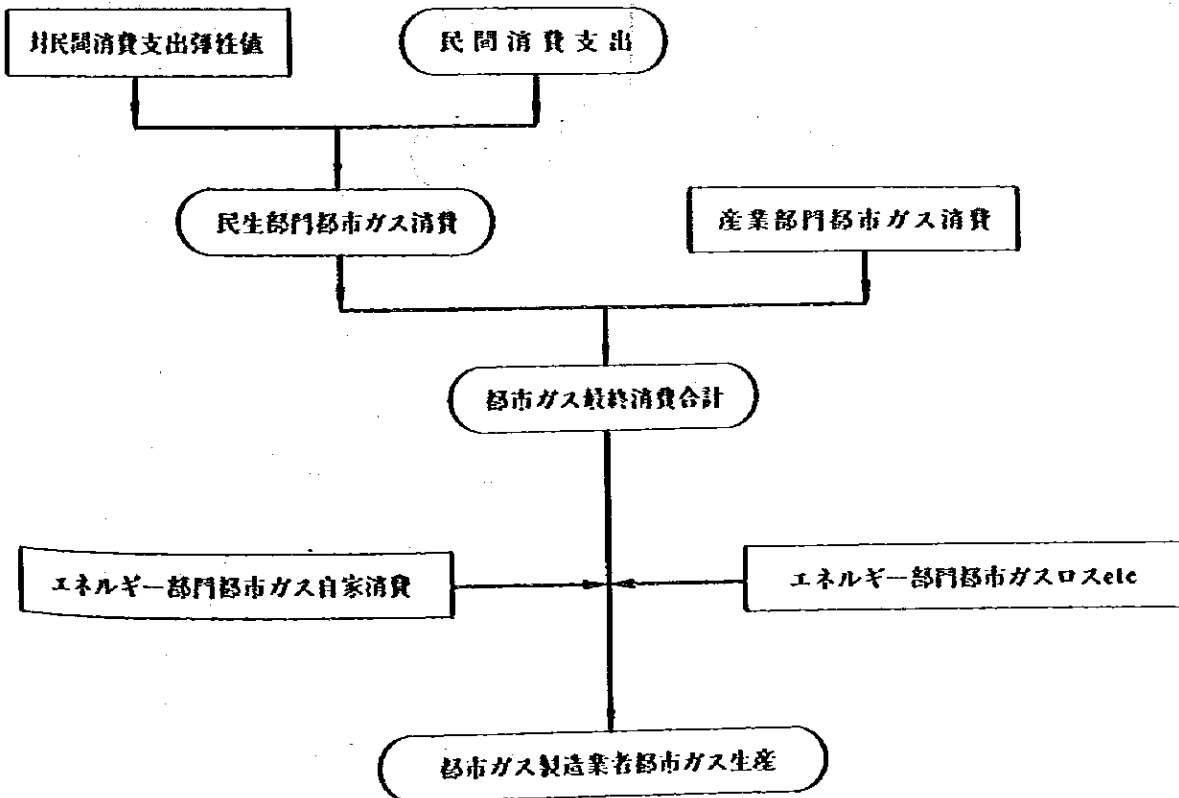 対民間消費支出弾性値
民間消費支出
民生部門都市ガス消費
産業部門都市ガス消費
都市ガス最終消費合計
エネルギー部門都市ガス自家消費
エネルギー部門都市ガスロスetc
都市ガス製造業者都市ガス生産